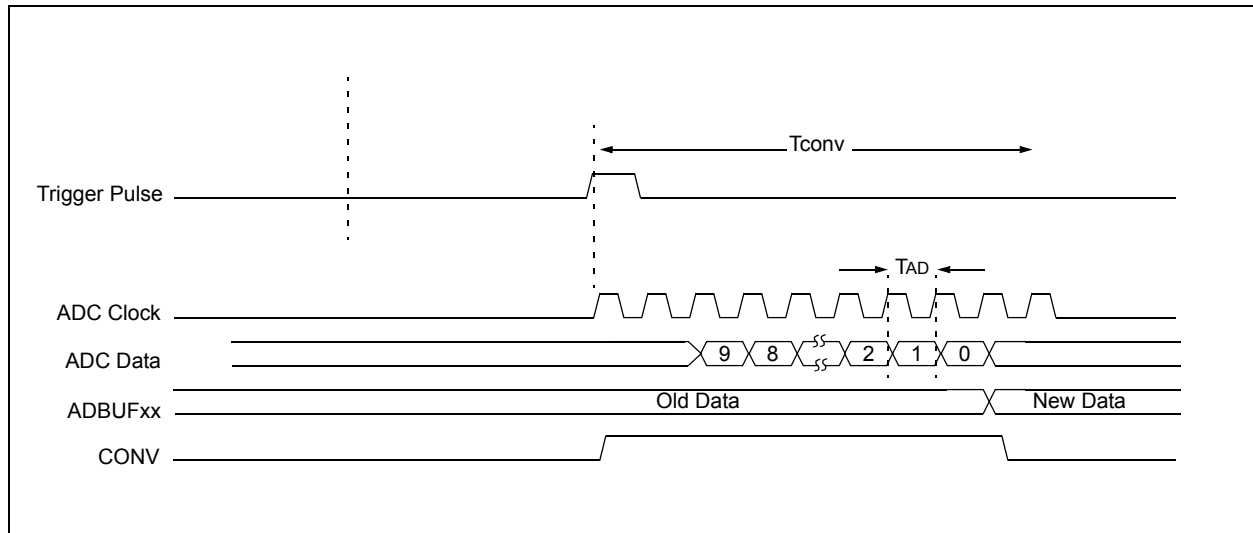 Tconv
Trigger Pulse
TAD
ADC Clock
ADC Data
9 8 2 1 0
ADBUFxx
Old Data
New Data
CONV